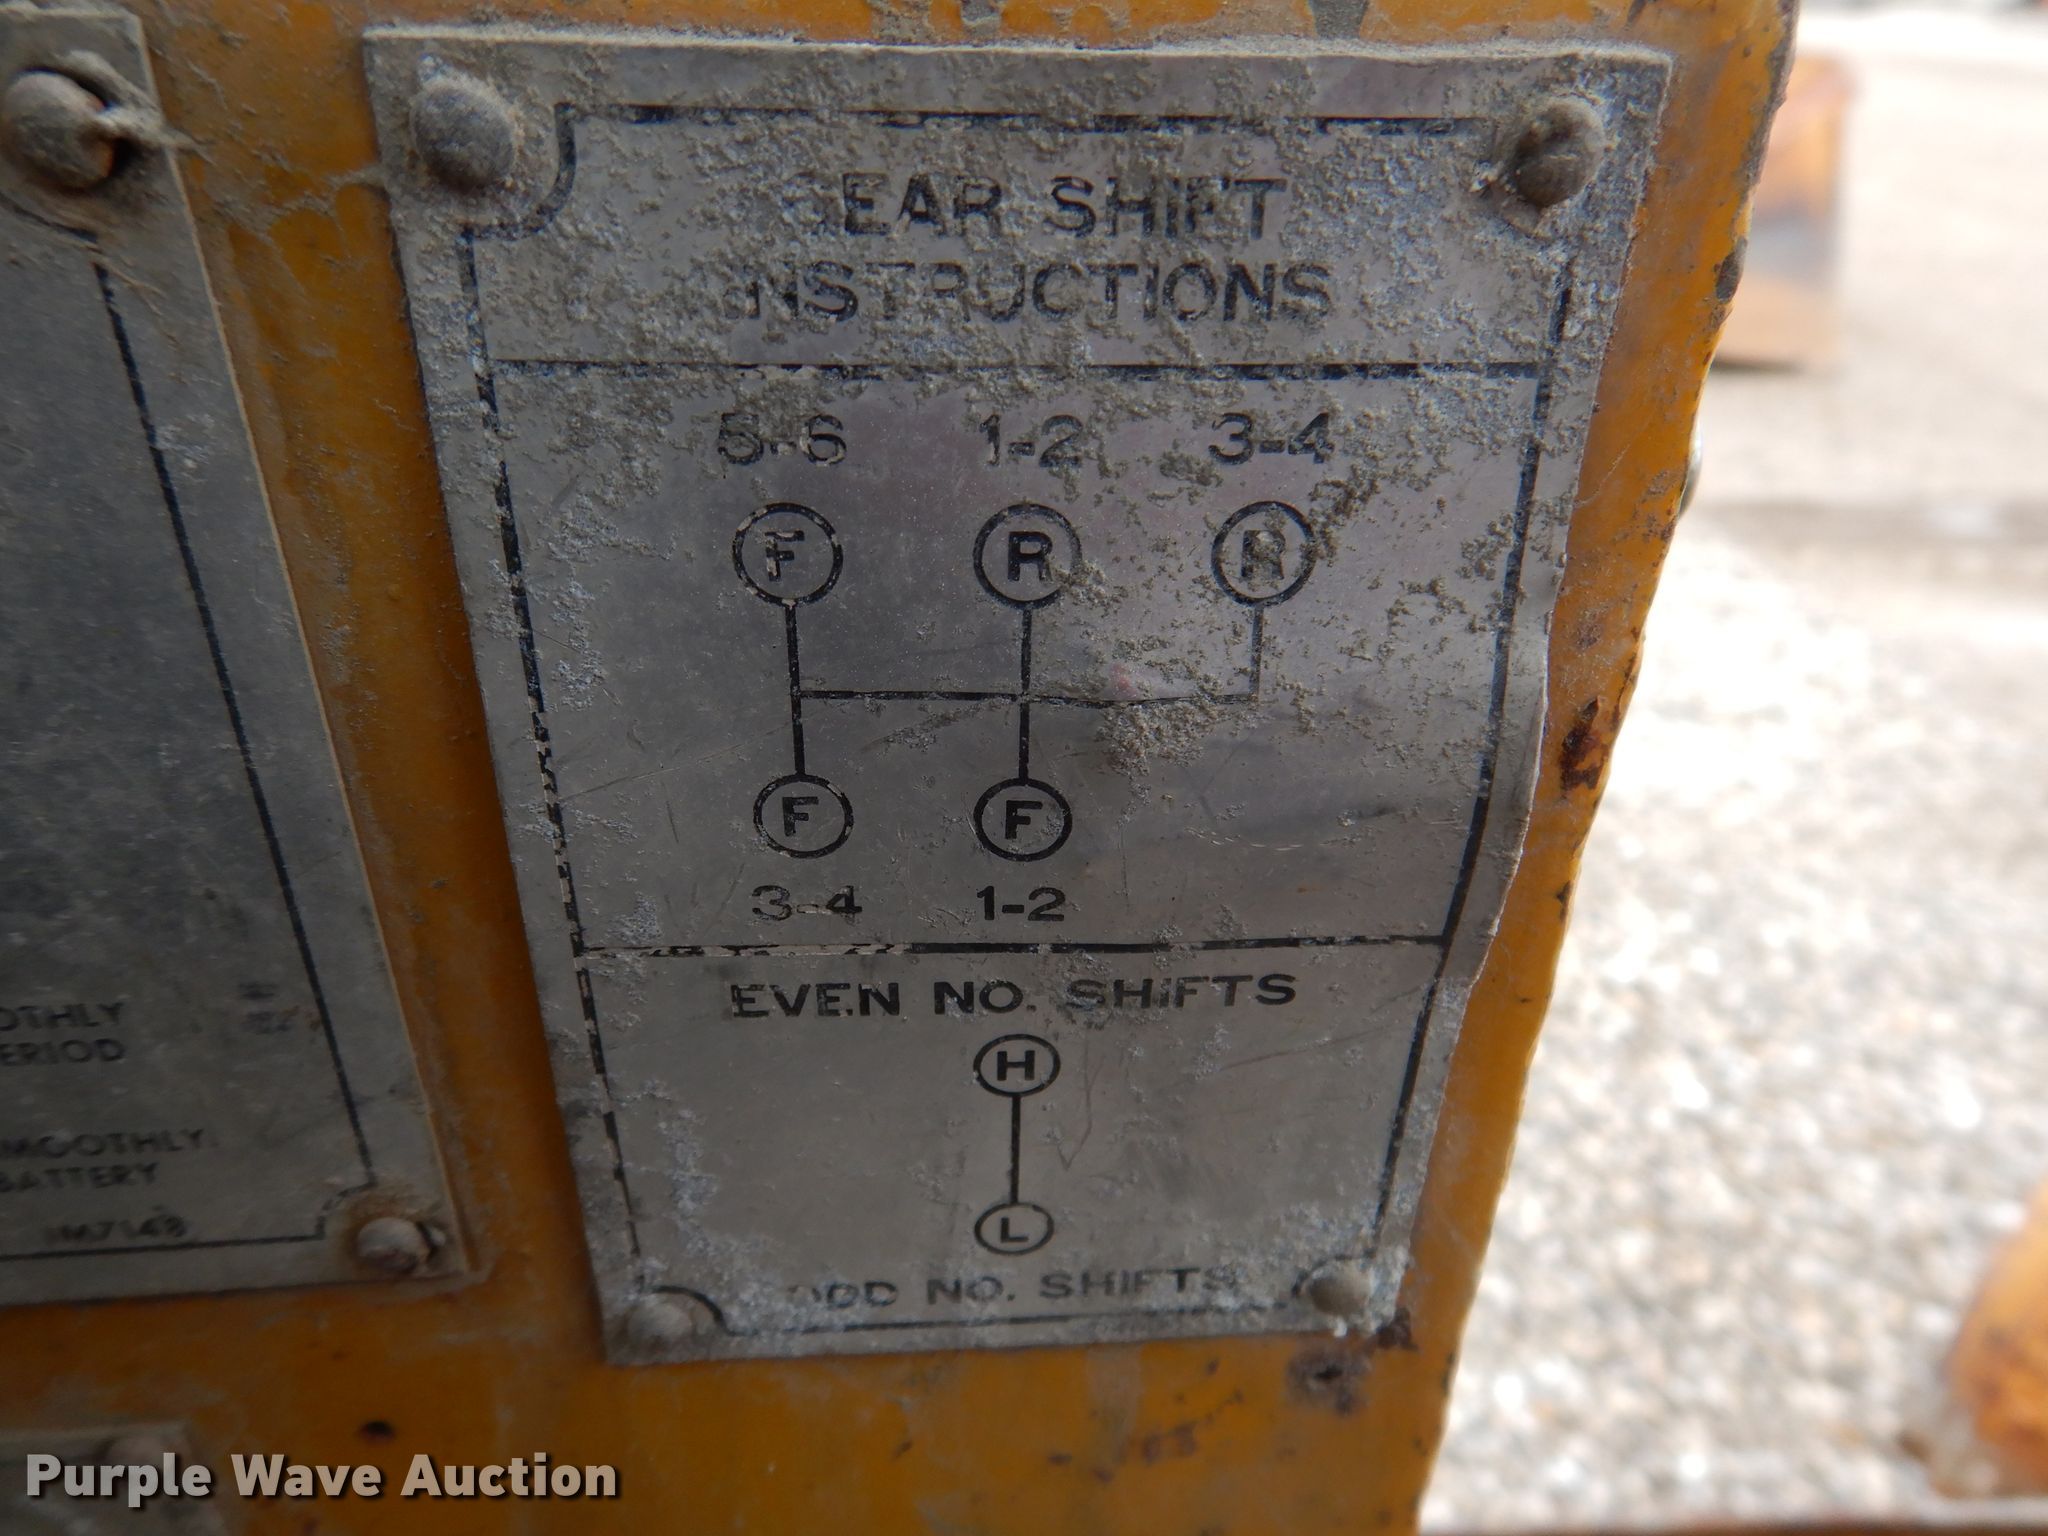 GEAR SHIFT
INSTRUCTIONS
5-6 1-2 3-4
F R R
F F
3-4 1-2
EVEN NO. SHIFTS
H
L
ODD NO. SHIFTS
BATTERY
Purple Wave Auction